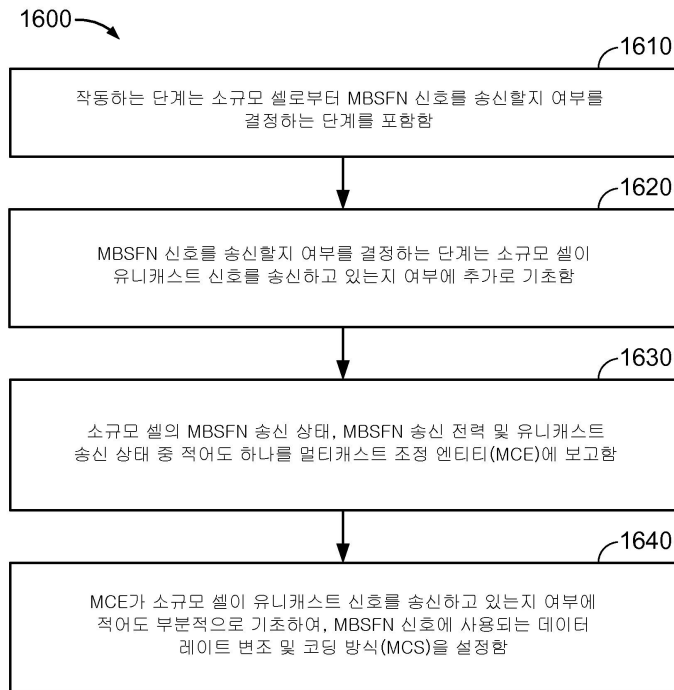 1600
1610
작동하는 단계는 소규모 셀로부터 MBSFN 신호를 송신할지 여부를
결정하는 단계를 포함함
1620
MBSFN 신호를 송신할지 여부를 결정하는 단계는 소규모 셀이
유니캐스트 신호를 송신하고 있는지 여부에 추가로 기초함
1630
소규모 셀의 MBSFN 송신 상태, MBSFN 송신 전력 및 유니캐스트
송신 상태 중 적어도 하나를 멀티캐스트 조정 엔티티(MCE)에 보고함
1640
MCE가 소규모 셀이 유니캐스트 신호를 송신하고 있는지 여부에
적어도 부분적으로 기초하여, MBSFN 신호에 사용되는 데이터
레이트 변조 및 코딩 방식(MCS)을 설정함